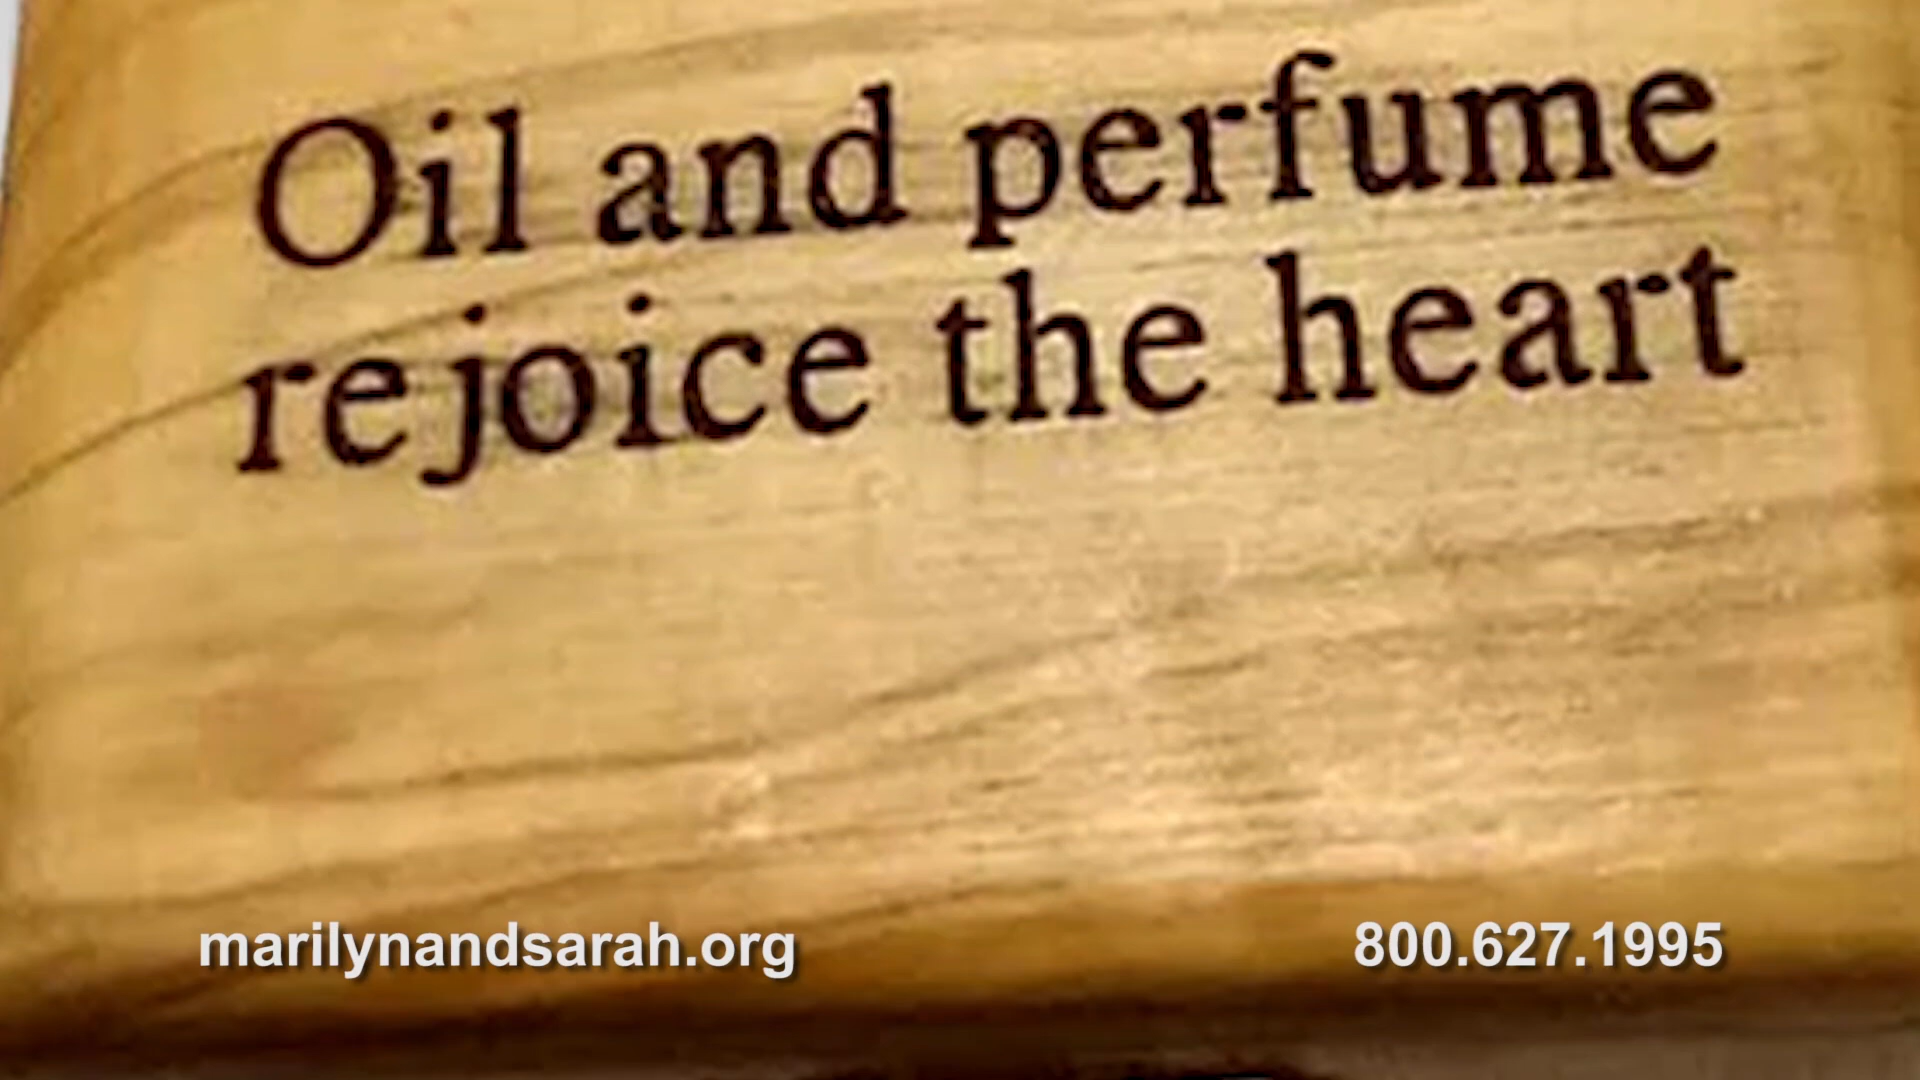 Oil and perfume
rejoice the heart
marilynandsarah.org
800.627.1995